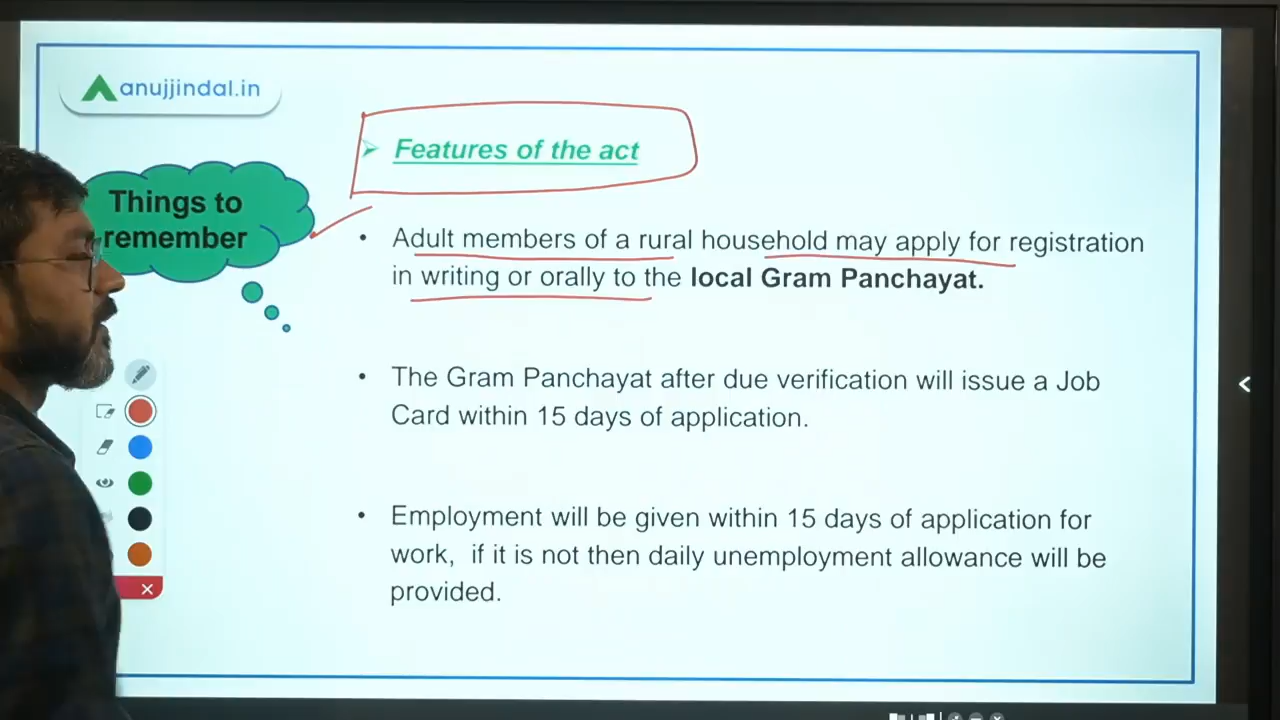 anujjindal.in
Things to
remember
Features of the act
• Adult members of a rural household may apply for registration
in writing or orally to the local Gram Panchayat.
• The Gram Panchayat after due verification will issue a Job
Card within 15 days of application.
• Employment will be given within 15 days of application for
work, if it is not then daily unemployment allowance will be
provided.